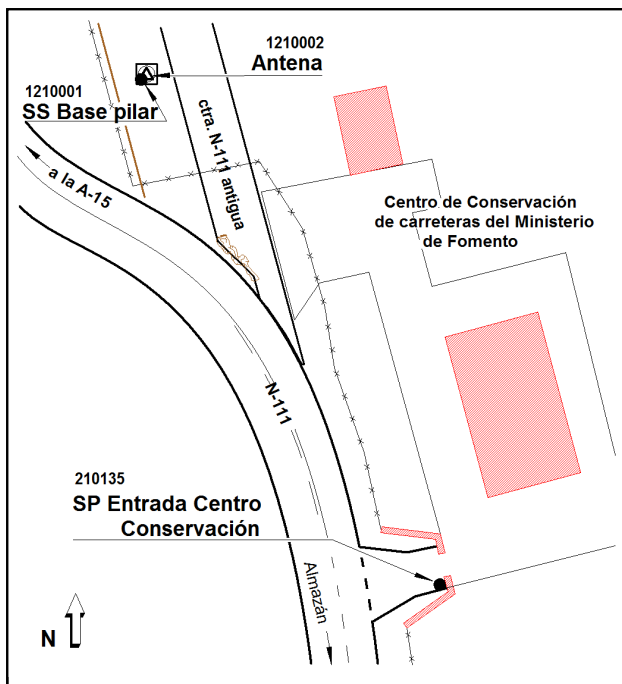 1210002
Antena
1210001
SS Base pilar
ctra. N-111 antigua
a la A-15
Centro de Conservación
de carreteras del Ministerio
de Fomento
N-111
210135
SP Entrada Centro
Conservación
Almazán
N